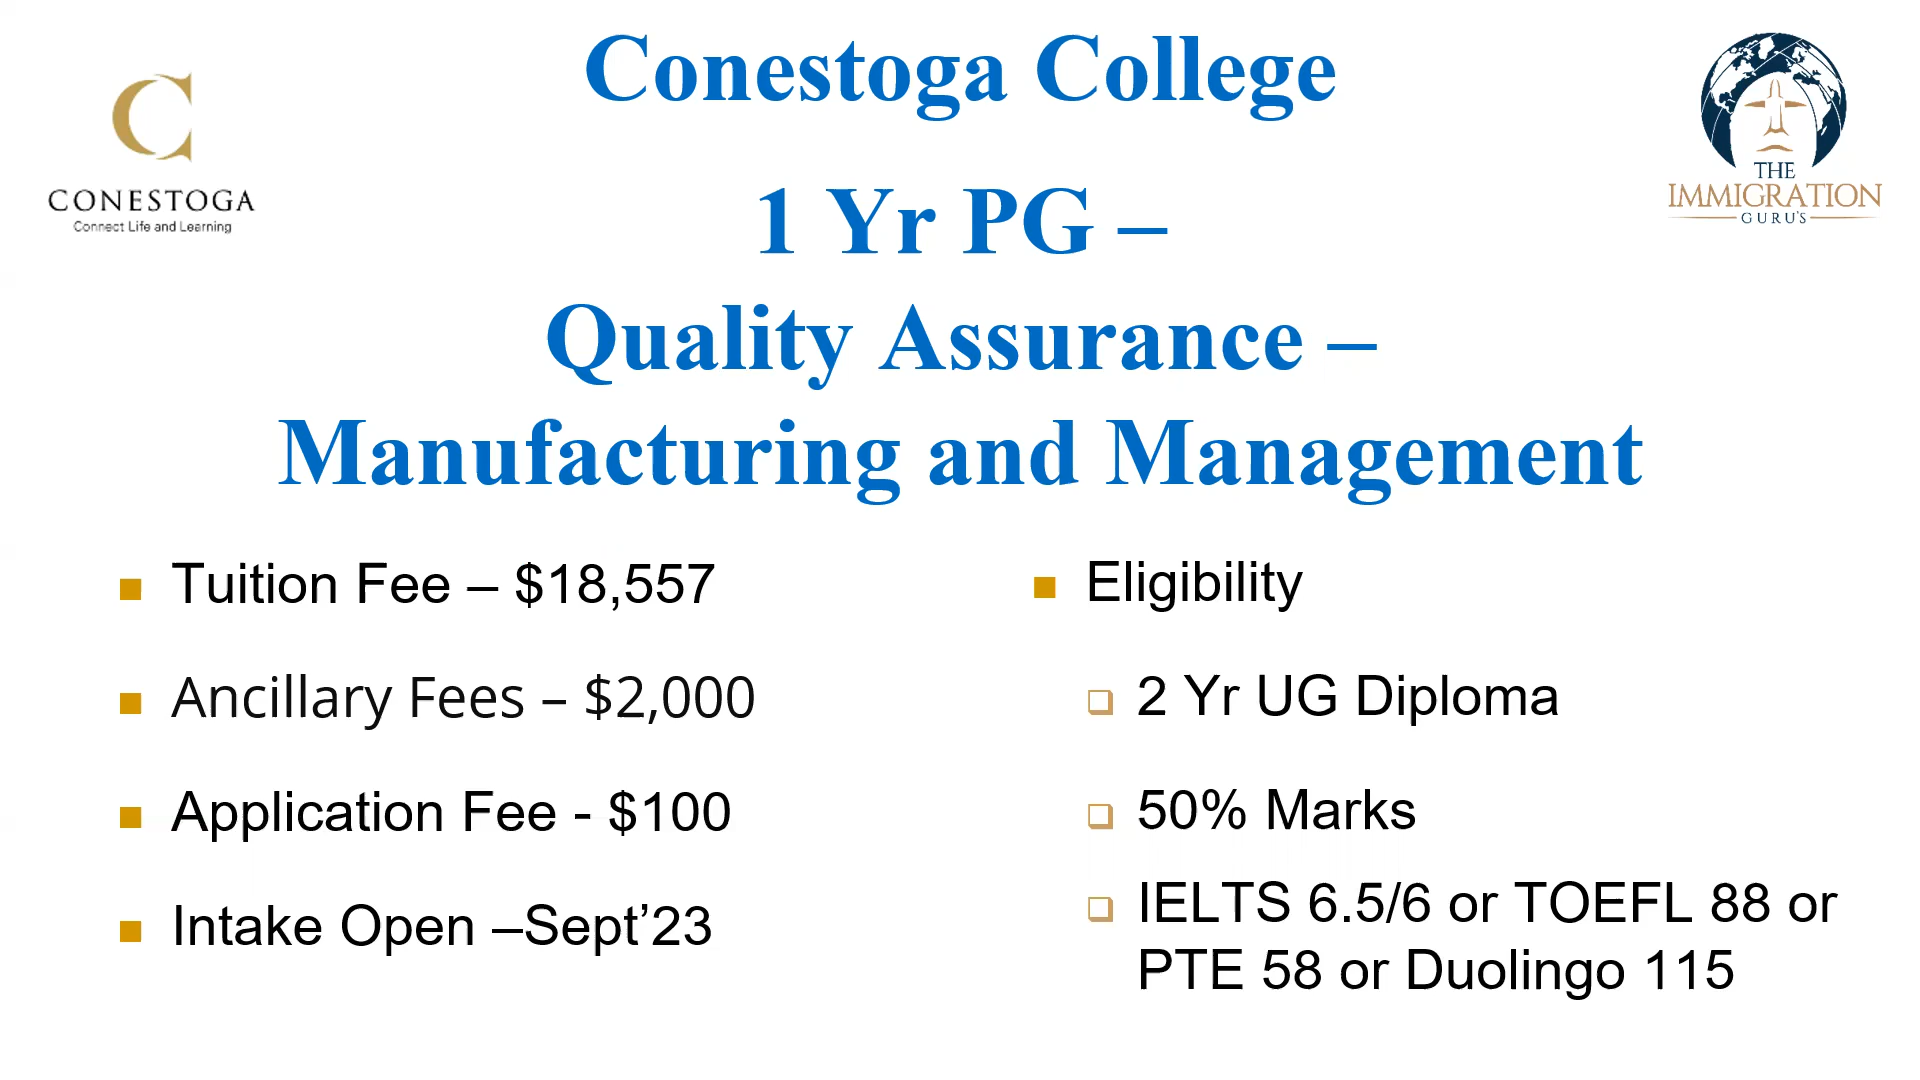 Conestoga College
CONESTOGA
Connect Life and Learning
THE
IMMIGRATION
GURU'S
1 Yr PG –
Quality Assurance –
Manufacturing and Management
Tuition Fee – $18,557
Ancillary Fees – $2,000
Application Fee - $100
Intake Open –Sept’23
Eligibility
2 Yr UG Diploma
50% Marks
IELTS 6.5/6 or TOEFL 88 or
PTE 58 or Duolingo 115